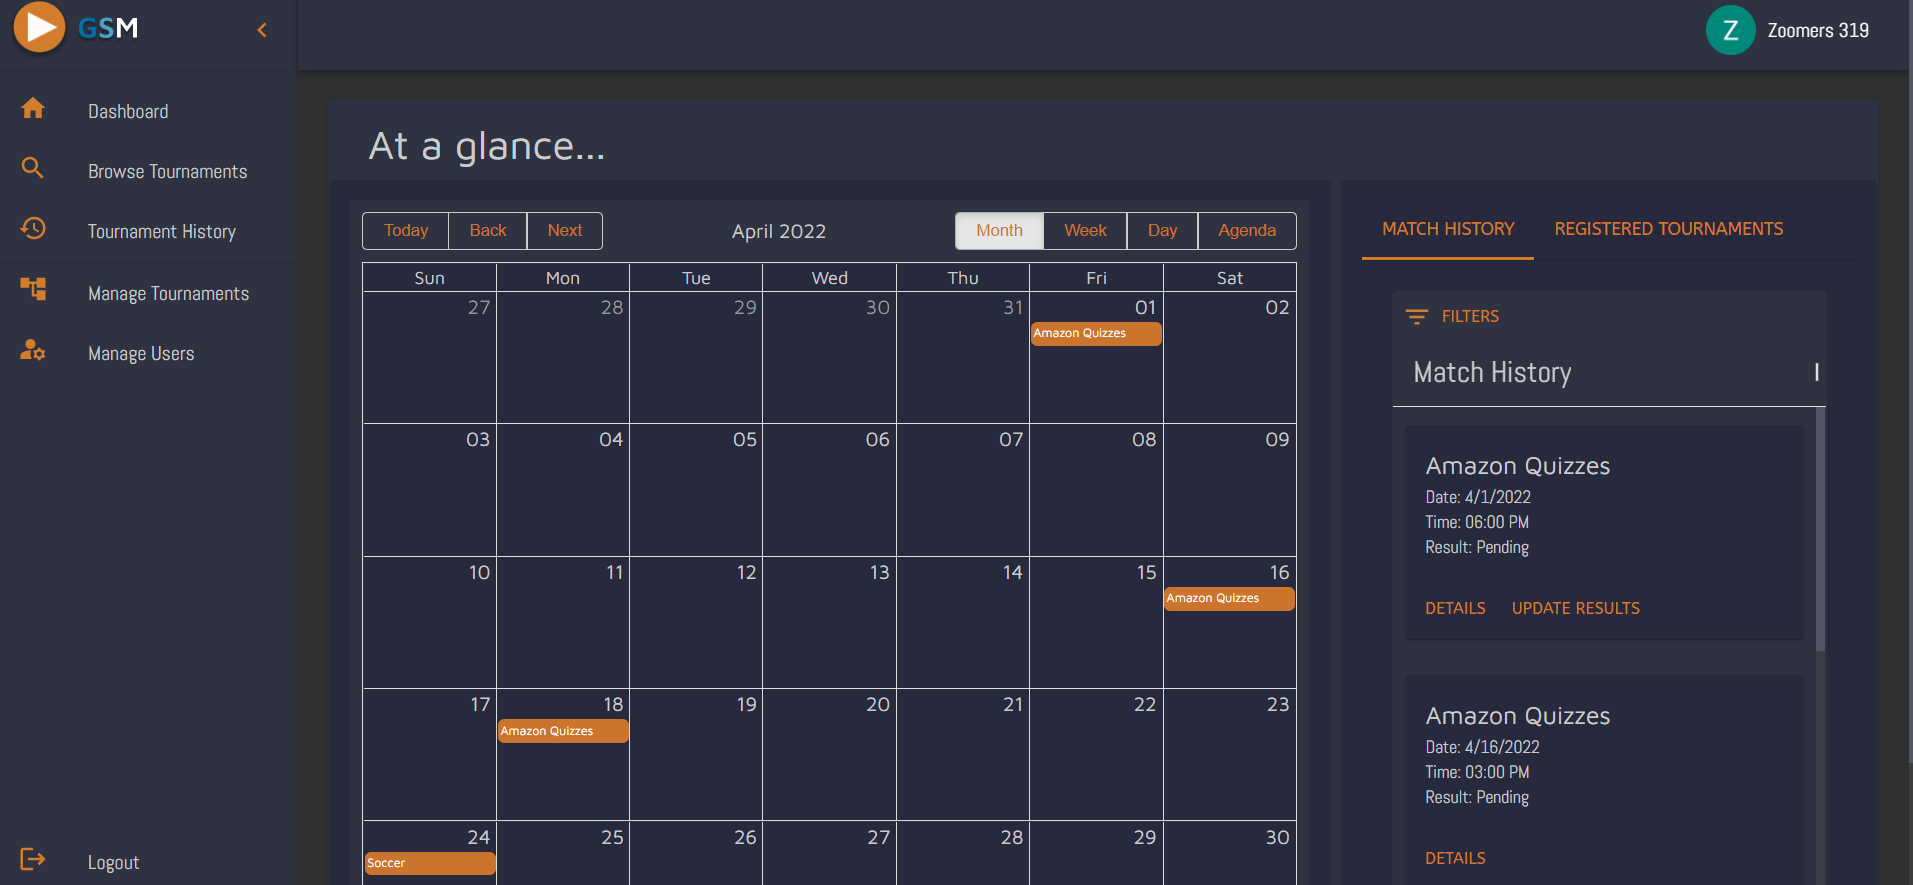 GSM
Zoomers 319
Z
Dashboard
Browse Tournaments
Tournament History
Manage Tournaments
Manage Users
Logout
At a glance...
Today Back Next
April 2022
Month Week Day Agenda
Sun Mon Tue Wed Thu Fri Sat
27 28 29 30 31 01 02
Amazon Quizzes
03 04 05 06 07 08 09
10 11 12 13 14 15 16
Amazon Quizzes
17 18 19 20 21 22 23
Amazon Quizzes
24 25 26 27 28 29 30
Soccer
MATCH HISTORY REGISTERED TOURNAMENTS
FILTERS
Match History
Amazon Quizzes
Date: 4/1/2022
Time: 06:00 PM
Result: Pending
DETAILS UPDATE RESULTS
Amazon Quizzes
Date: 4/16/2022
Time: 03:00 PM
Result: Pending
DETAILS